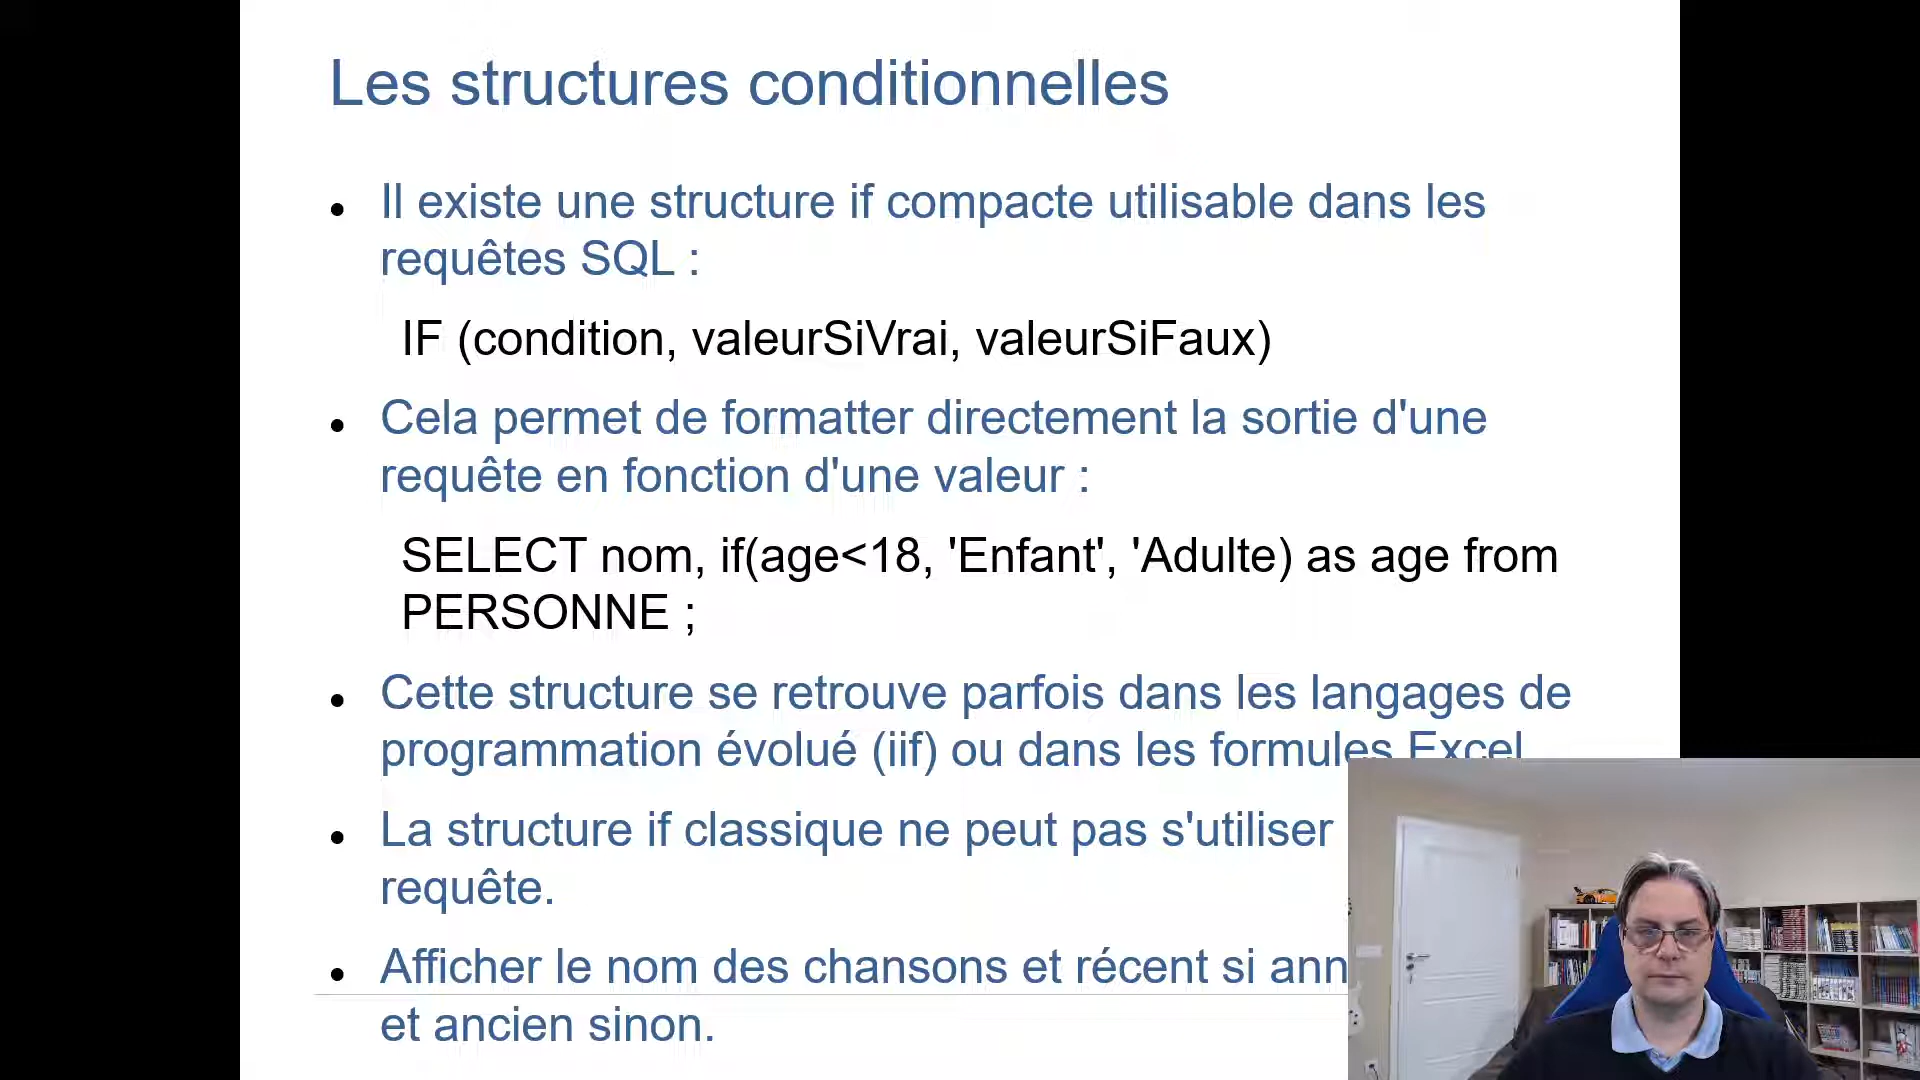 Les structures conditionnelles
Il existe une structure if compacte utilisable dans les
requêtes SQL :
IF (condition, valeurSiVrai, valeurSiFaux)
Cela permet de formatter directement la sortie d'une
requête en fonction d'une valeur :
SELECT nom, if(age<18, 'Enfant', 'Adulte) as age from
PERSONNE ;
Cette structure se retrouve parfois dans les langages de
programmation évolué (iif) ou dans les formules Excel
La structure if classique ne peut pas s'utiliser
requête.
Afficher le nom des chansons et récent si ann
et ancien sinon.